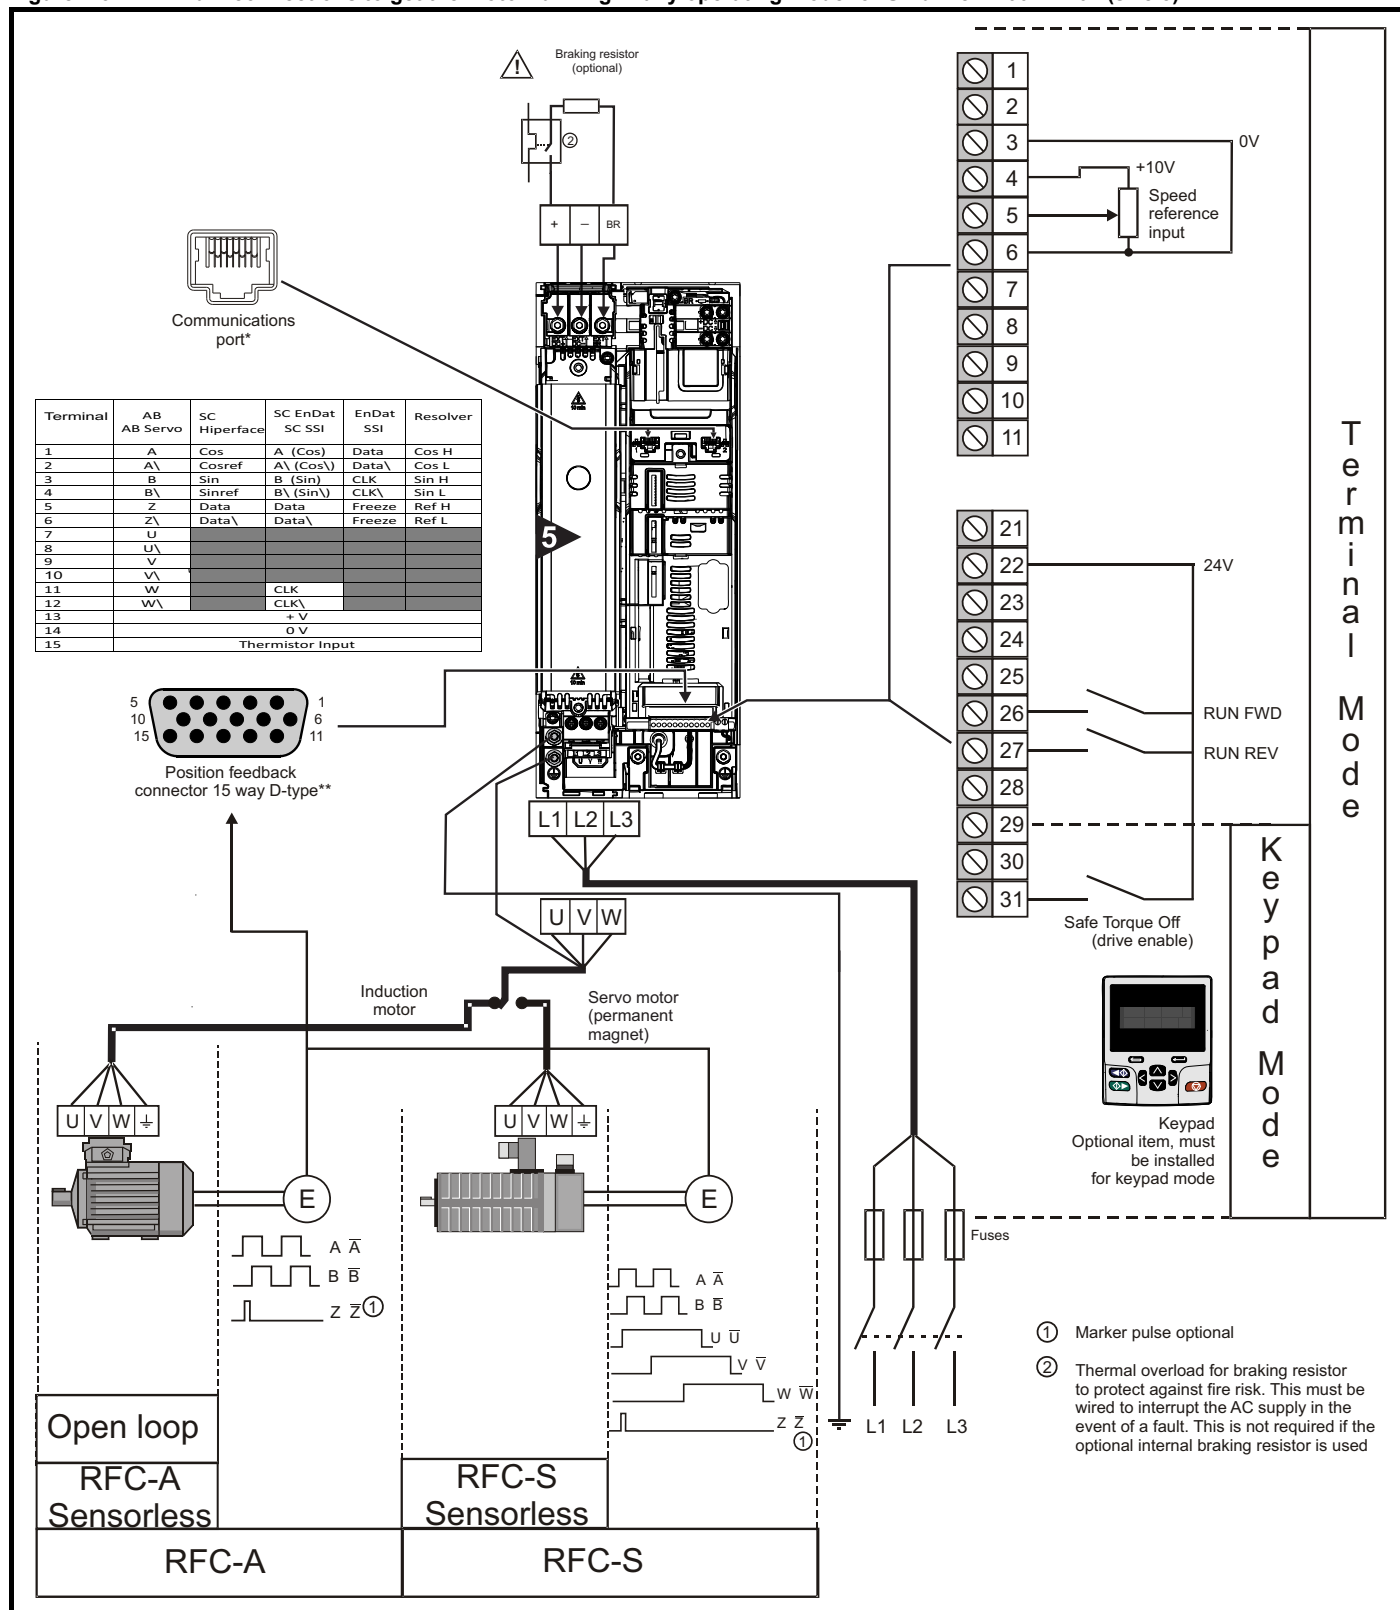 Braking resistor
(optional)
2
+ – BR
Communications
port*
Terminal AB AB Servo SC Hiperface SC EnDat SC SSI EnDat SSI Resolver
1 A Cos A (Cos) Data Cos H
2 A\ Cosref A\ (Cos\) Data\ Cos L
3 B Sin B (Sin) CLK Sin H
4 B\ Sinref B\ (Sin\) CLK\ Sin L
5 Z Data Data Freeze Ref H
6 Z\ Data\ Data\ Freeze Ref L
7 U
8 U\
9 V
10 V\
11 W CLK
12 W\ CLK\
13 + V
14 0 V
15 Thermistor Input
5 1
10 6
15 11
Position feedback
connector 15 way D-type**
5
10 min
10 min
L1 L2 L3
U V W
1
2
3
4
5
6
7
8
9
10
11
0V
+10V
Speed
reference
input
21
22
23
24
25
26
27
28
29
30
31
24V
RUN FWD
RUN REV
Safe Torque Off
(drive enable)
Terminal Mode
Keypad Mode
Keypad
Optional item, must
be installed
for keypad mode
Induction
motor
Servo motor
(permanent
magnet)
U V W
U V W
E
E
A A̅
B B̅
Z Z̅ 1
A A̅
B B̅
U U̅
V V̅
W W̅
Z Z̅
1
Fuses
L1 L2 L3
1 Marker pulse optional
2 Thermal overload for braking resistor
to protect against fire risk. This must be
wired to interrupt the AC supply in the
event of a fault. This is not required if the
optional internal braking resistor is used
Open loop
RFC-A
Sensorless
RFC-S
Sensorless
RFC-A
RFC-S